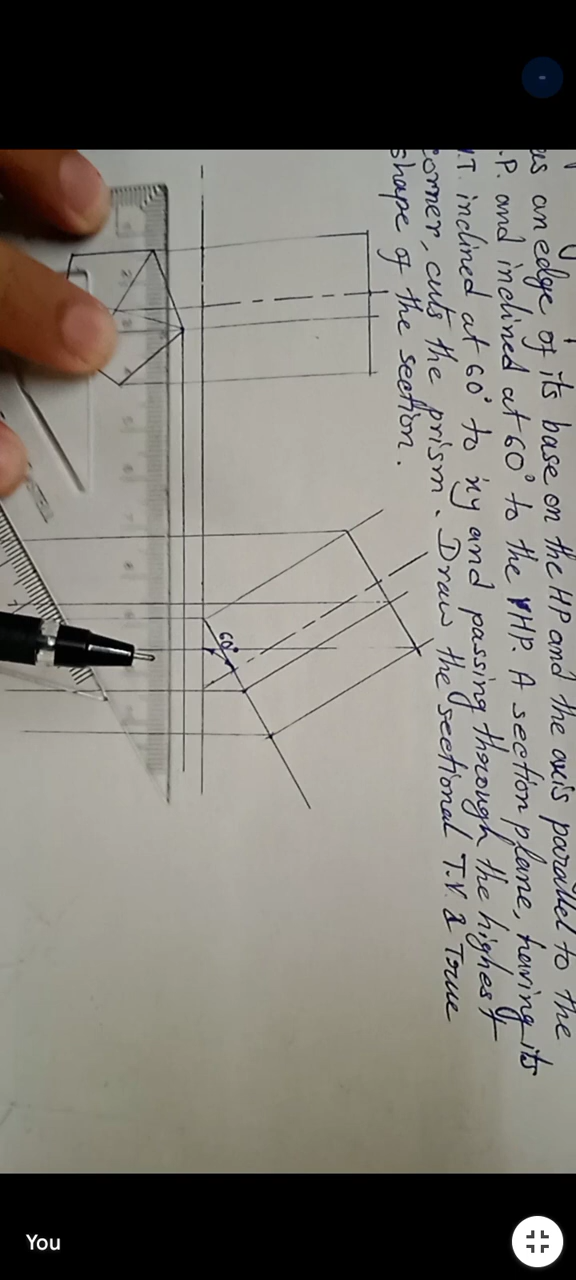 as an edge of its base on the HP and the axis parallel to the
.P. and inclined at 60° to the HP. A section plane, having its
.T. inclined at 60° to xy and passing through the highest
corner, cuts the prism. Draw the sectional T.V. & True
shape of the section.
60°
You